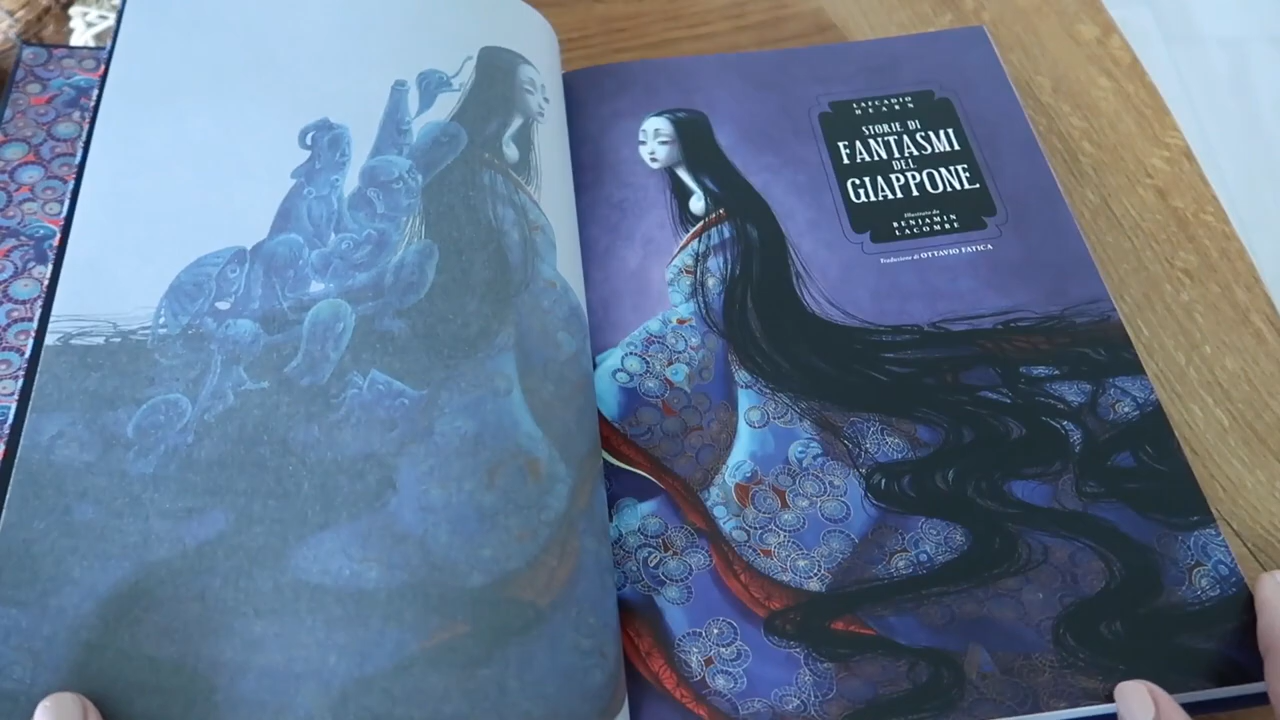 LAFCADIO
HEARN
STORIE DI
FANTASMI
DEL
GIAPPONE
Illustrato da
BENJAMIN
LACOMBE
Traduzione di OTTAVIO FATICA